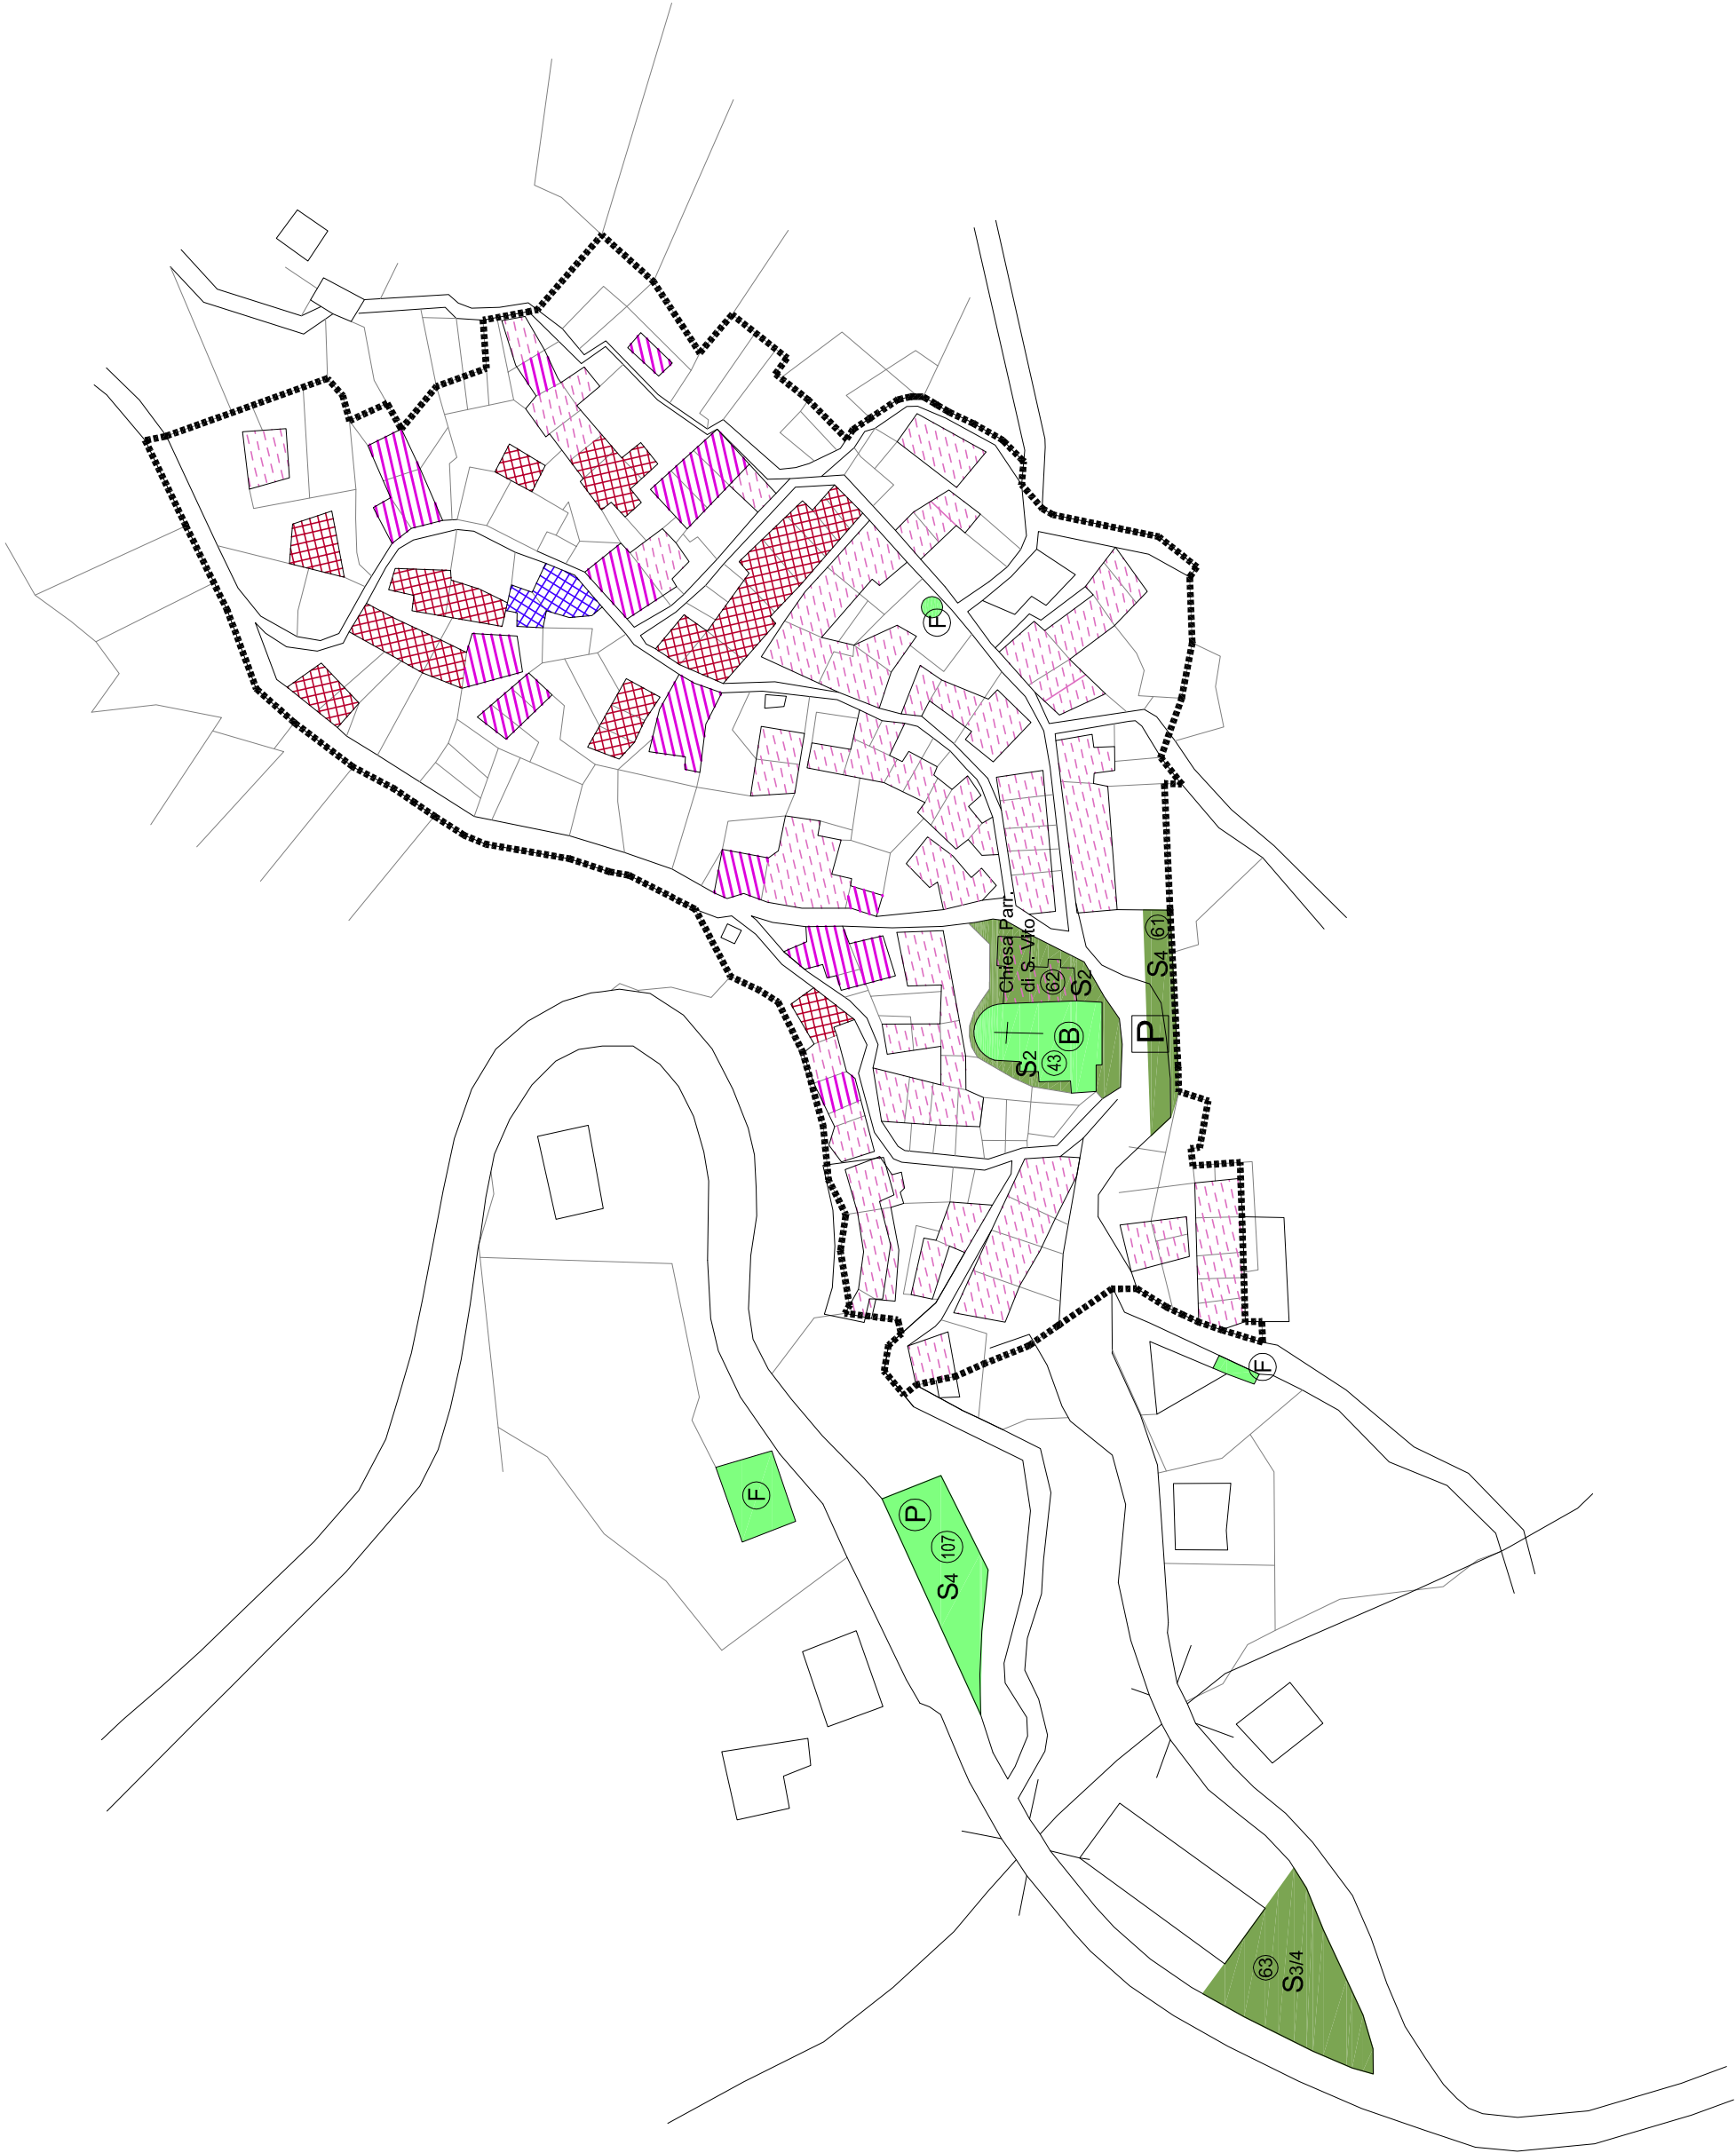 F
Chiesa Parr.
di S. Vito
62
S2
S4 61
P
B
S2
43
F
F
P
S4 107
63
S3/4